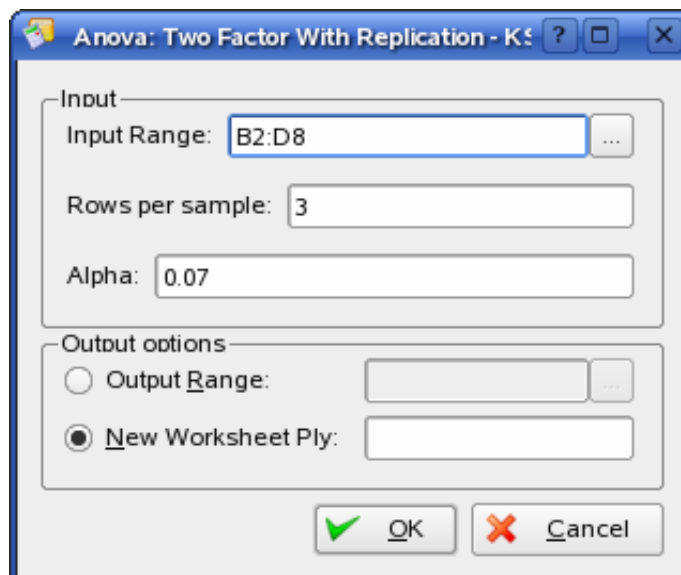 Anova: Two Factor With Replication - KS
Input
Input Range: B2:D8 ...
Rows per sample: 3
Alpha: 0.07
Output options
Output Range: ...
New Worksheet Ply:
OK Cancel